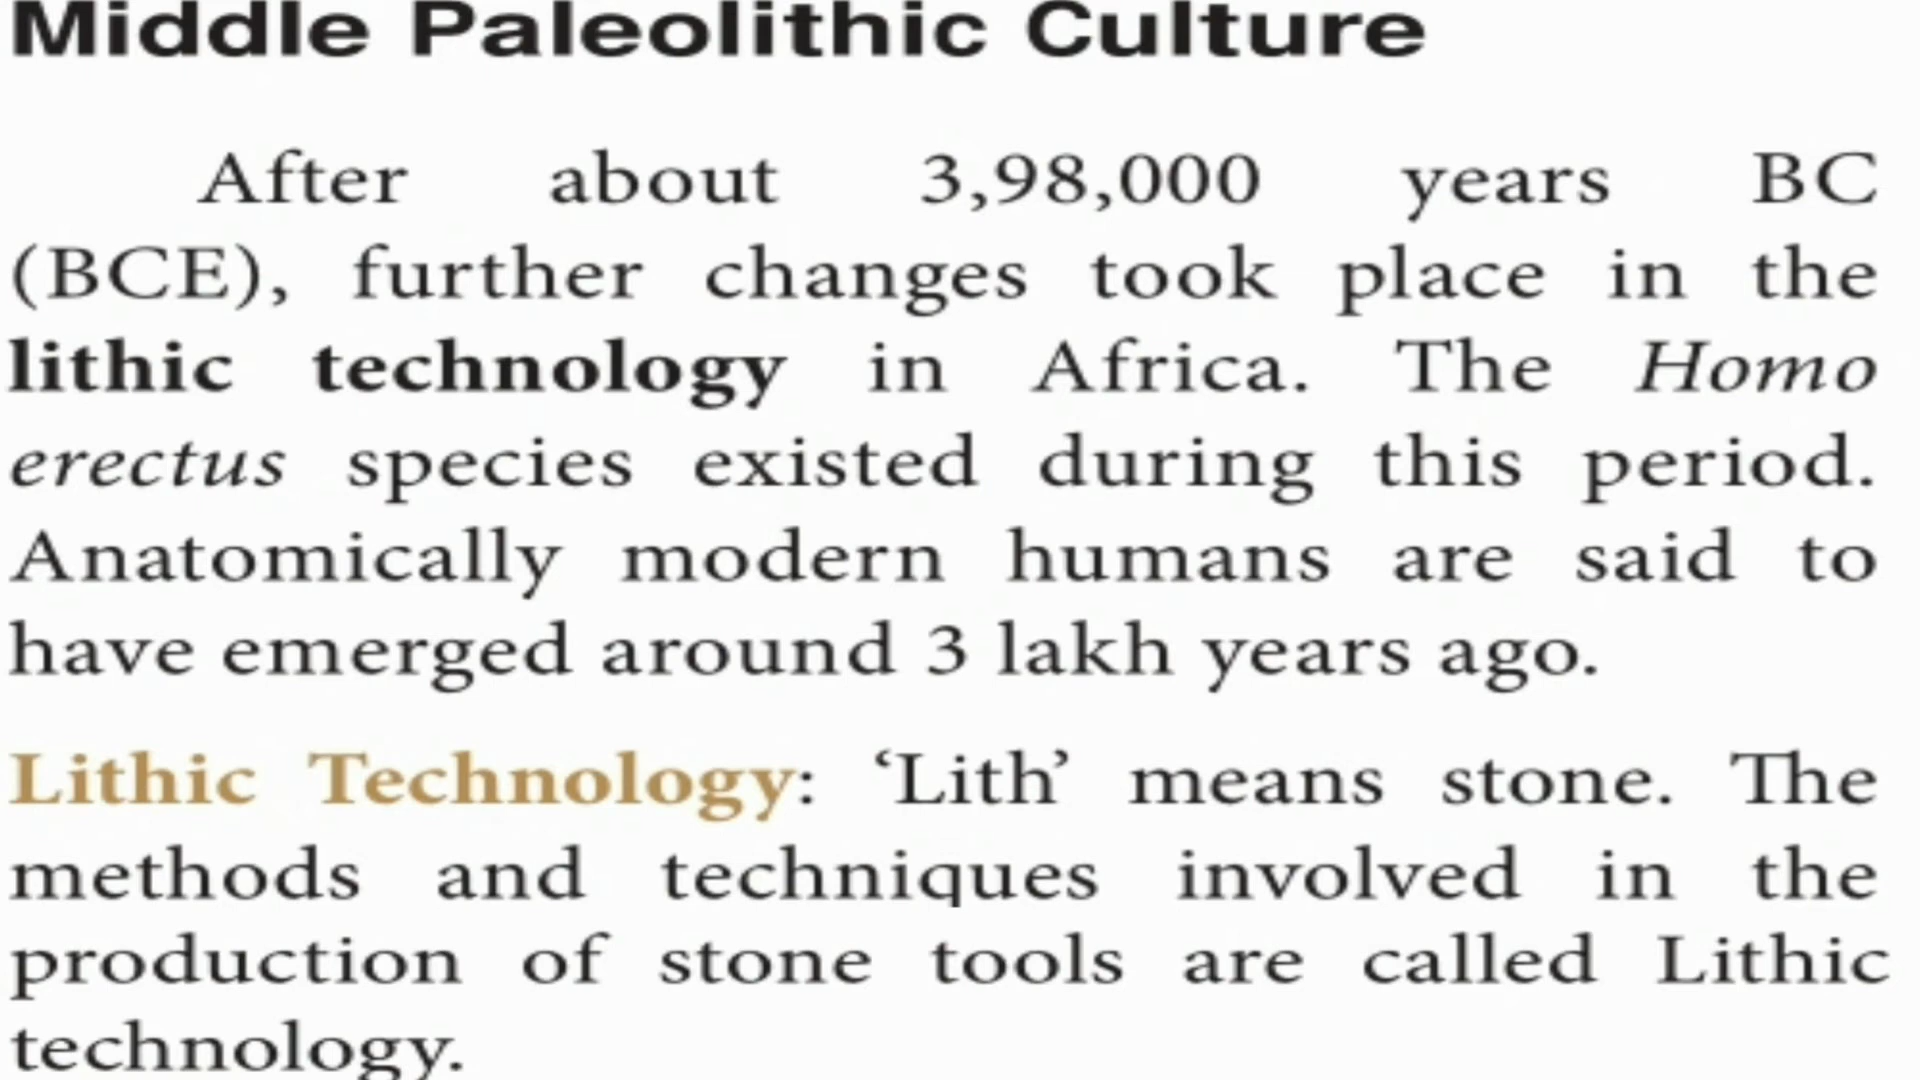 Middle Paleolithic Culture
After about 3,98,000 years BC
(BCE), further changes took place in the
lithic technology in Africa. The Homo
erectus species existed during this period.
Anatomically modern humans are said to
have emerged around 3 lakh years ago.
Lithic Technology: ‘Lith’ means stone. The
methods and techniques involved in the
production of stone tools are called Lithic
technology.